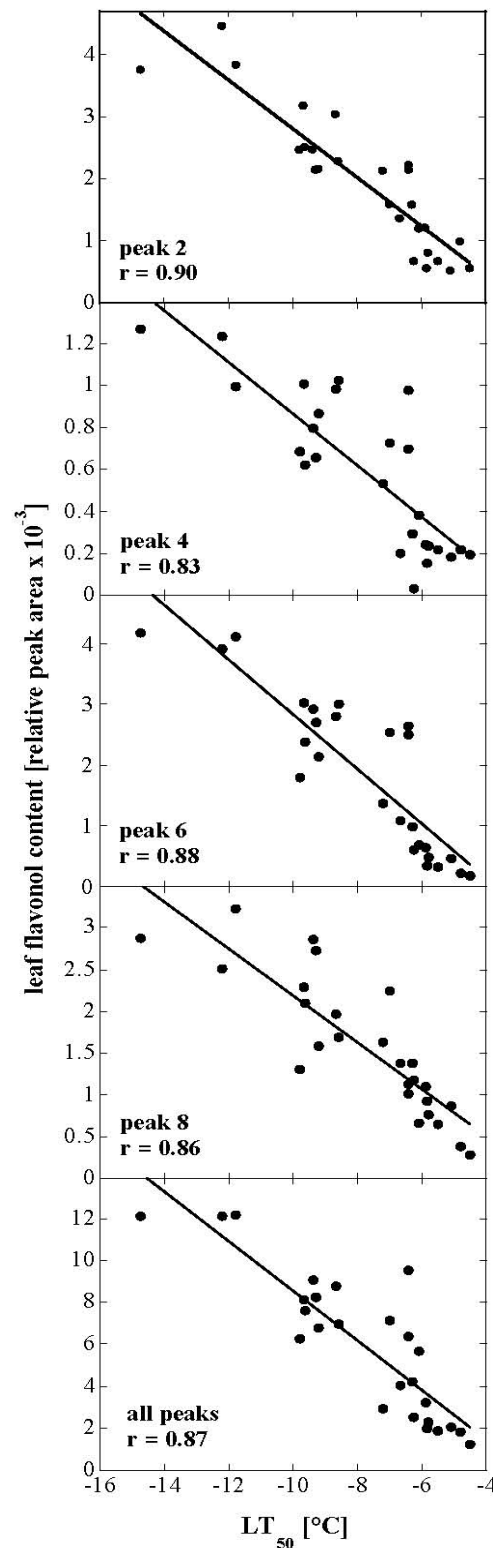 4
3
2
1
0
peak 2
r = 0.90
1.2
1
0.8
0.6
0.4
0.2
0
peak 4
r = 0.83
4
3
2
1
0
peak 6
r = 0.88
3
2.5
2
1.5
1
0.5
0
peak 8
r = 0.86
12
10
8
6
4
2
0
all peaks
r = 0.87
leaf flavonol content [relative peak area x 10⁻³]
-16 -14 -12 -10 -8 -6 -4
LT₅₀ [°C]